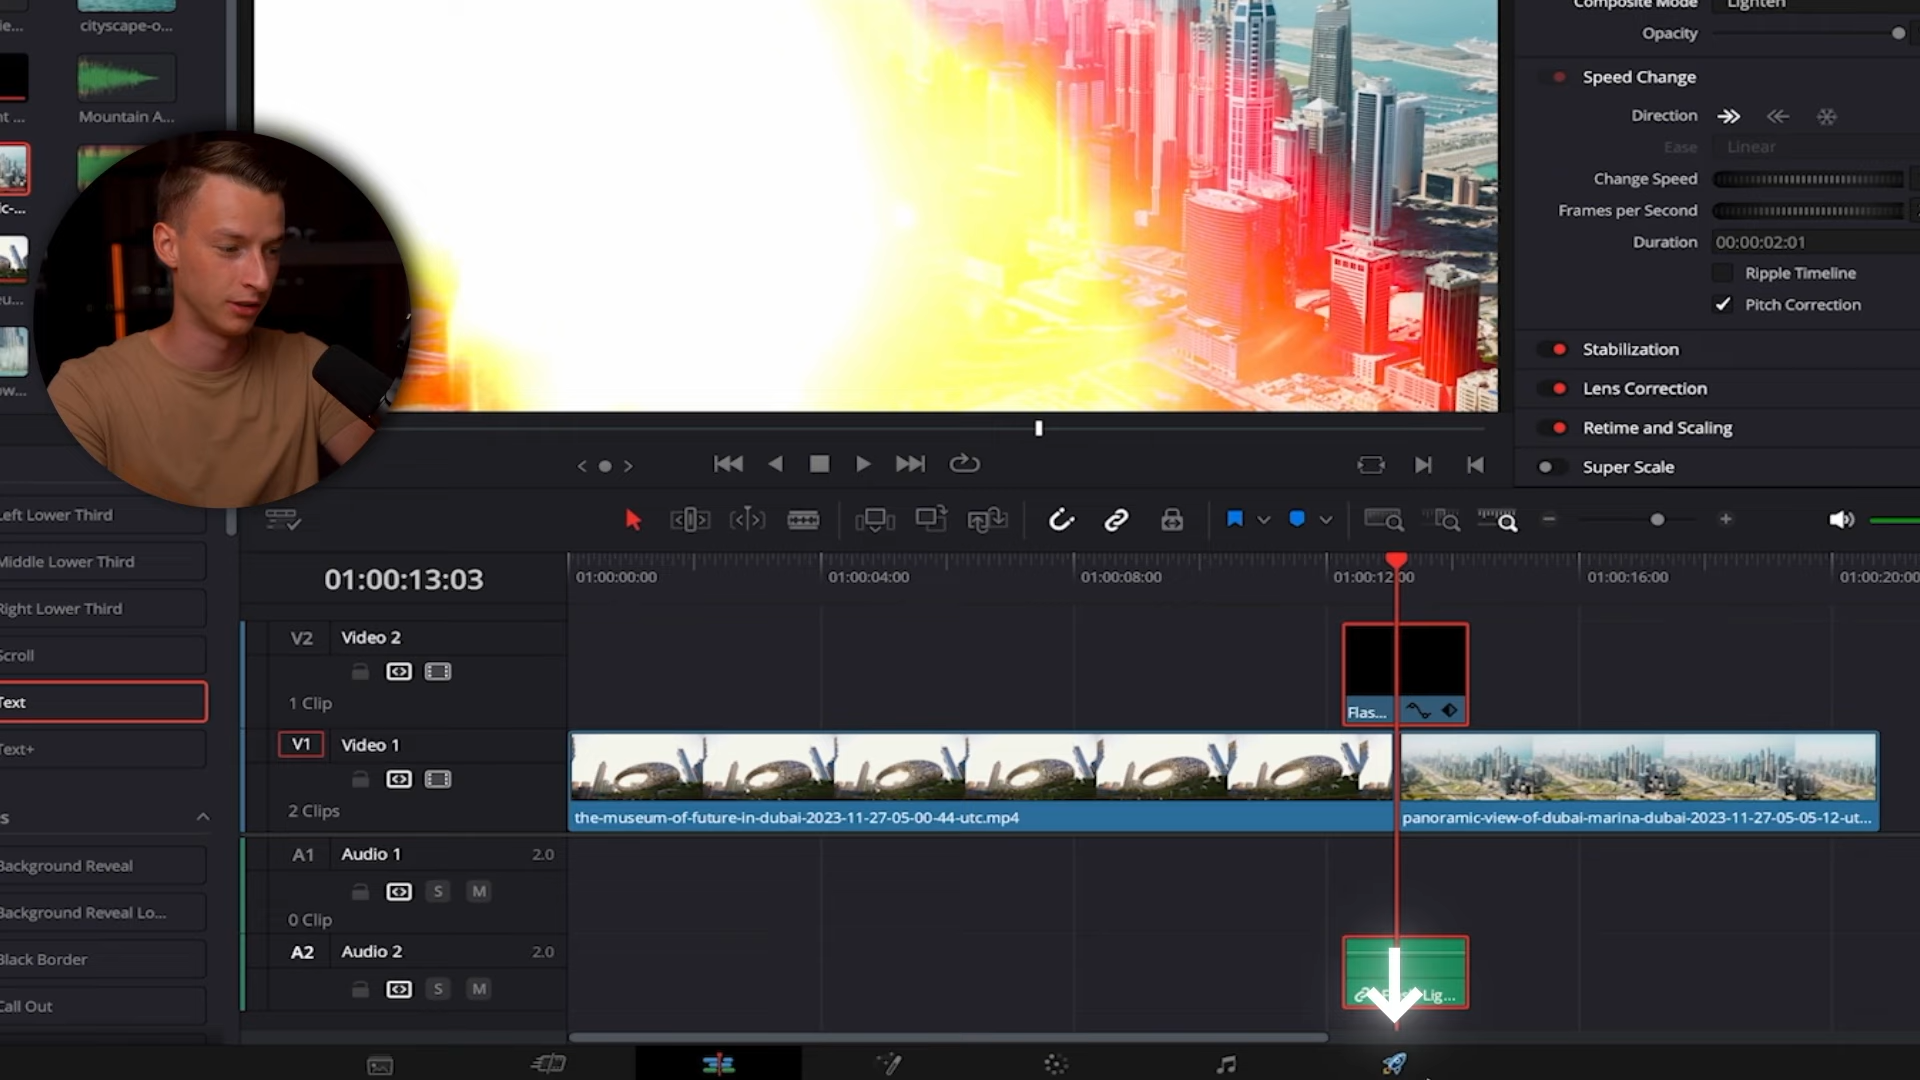 cityscape-o...
Mountain A...
Composite Mode
Lighten
Opacity
Speed Change
Direction
Ease Linear
Change Speed
Frames per Second
Duration 00:00:02:01
Ripple Timeline
Pitch Correction
Stabilization
Lens Correction
Retime and Scaling
Super Scale
Left Lower Third
Middle Lower Third
Right Lower Third
Scroll
Text
Text+
Background Reveal
Background Reveal Lo...
Black Border
Call Out
01:00:13:03
01:00:00:00
01:00:04:00
01:00:08:00
01:00:12:00
01:00:16:00
01:00:20:00
V2 Video 2
1 Clip
Flas...
V1 Video 1
2 Clips
the-museum-of-future-in-dubai-2023-11-27-05-00-44-utc.mp4
panoramic-view-of-dubai-marina-dubai-2023-11-27-05-05-12-ut...
A1 Audio 1 2.0
S M
0 Clip
A2 Audio 2 2.0
S M
Lig...